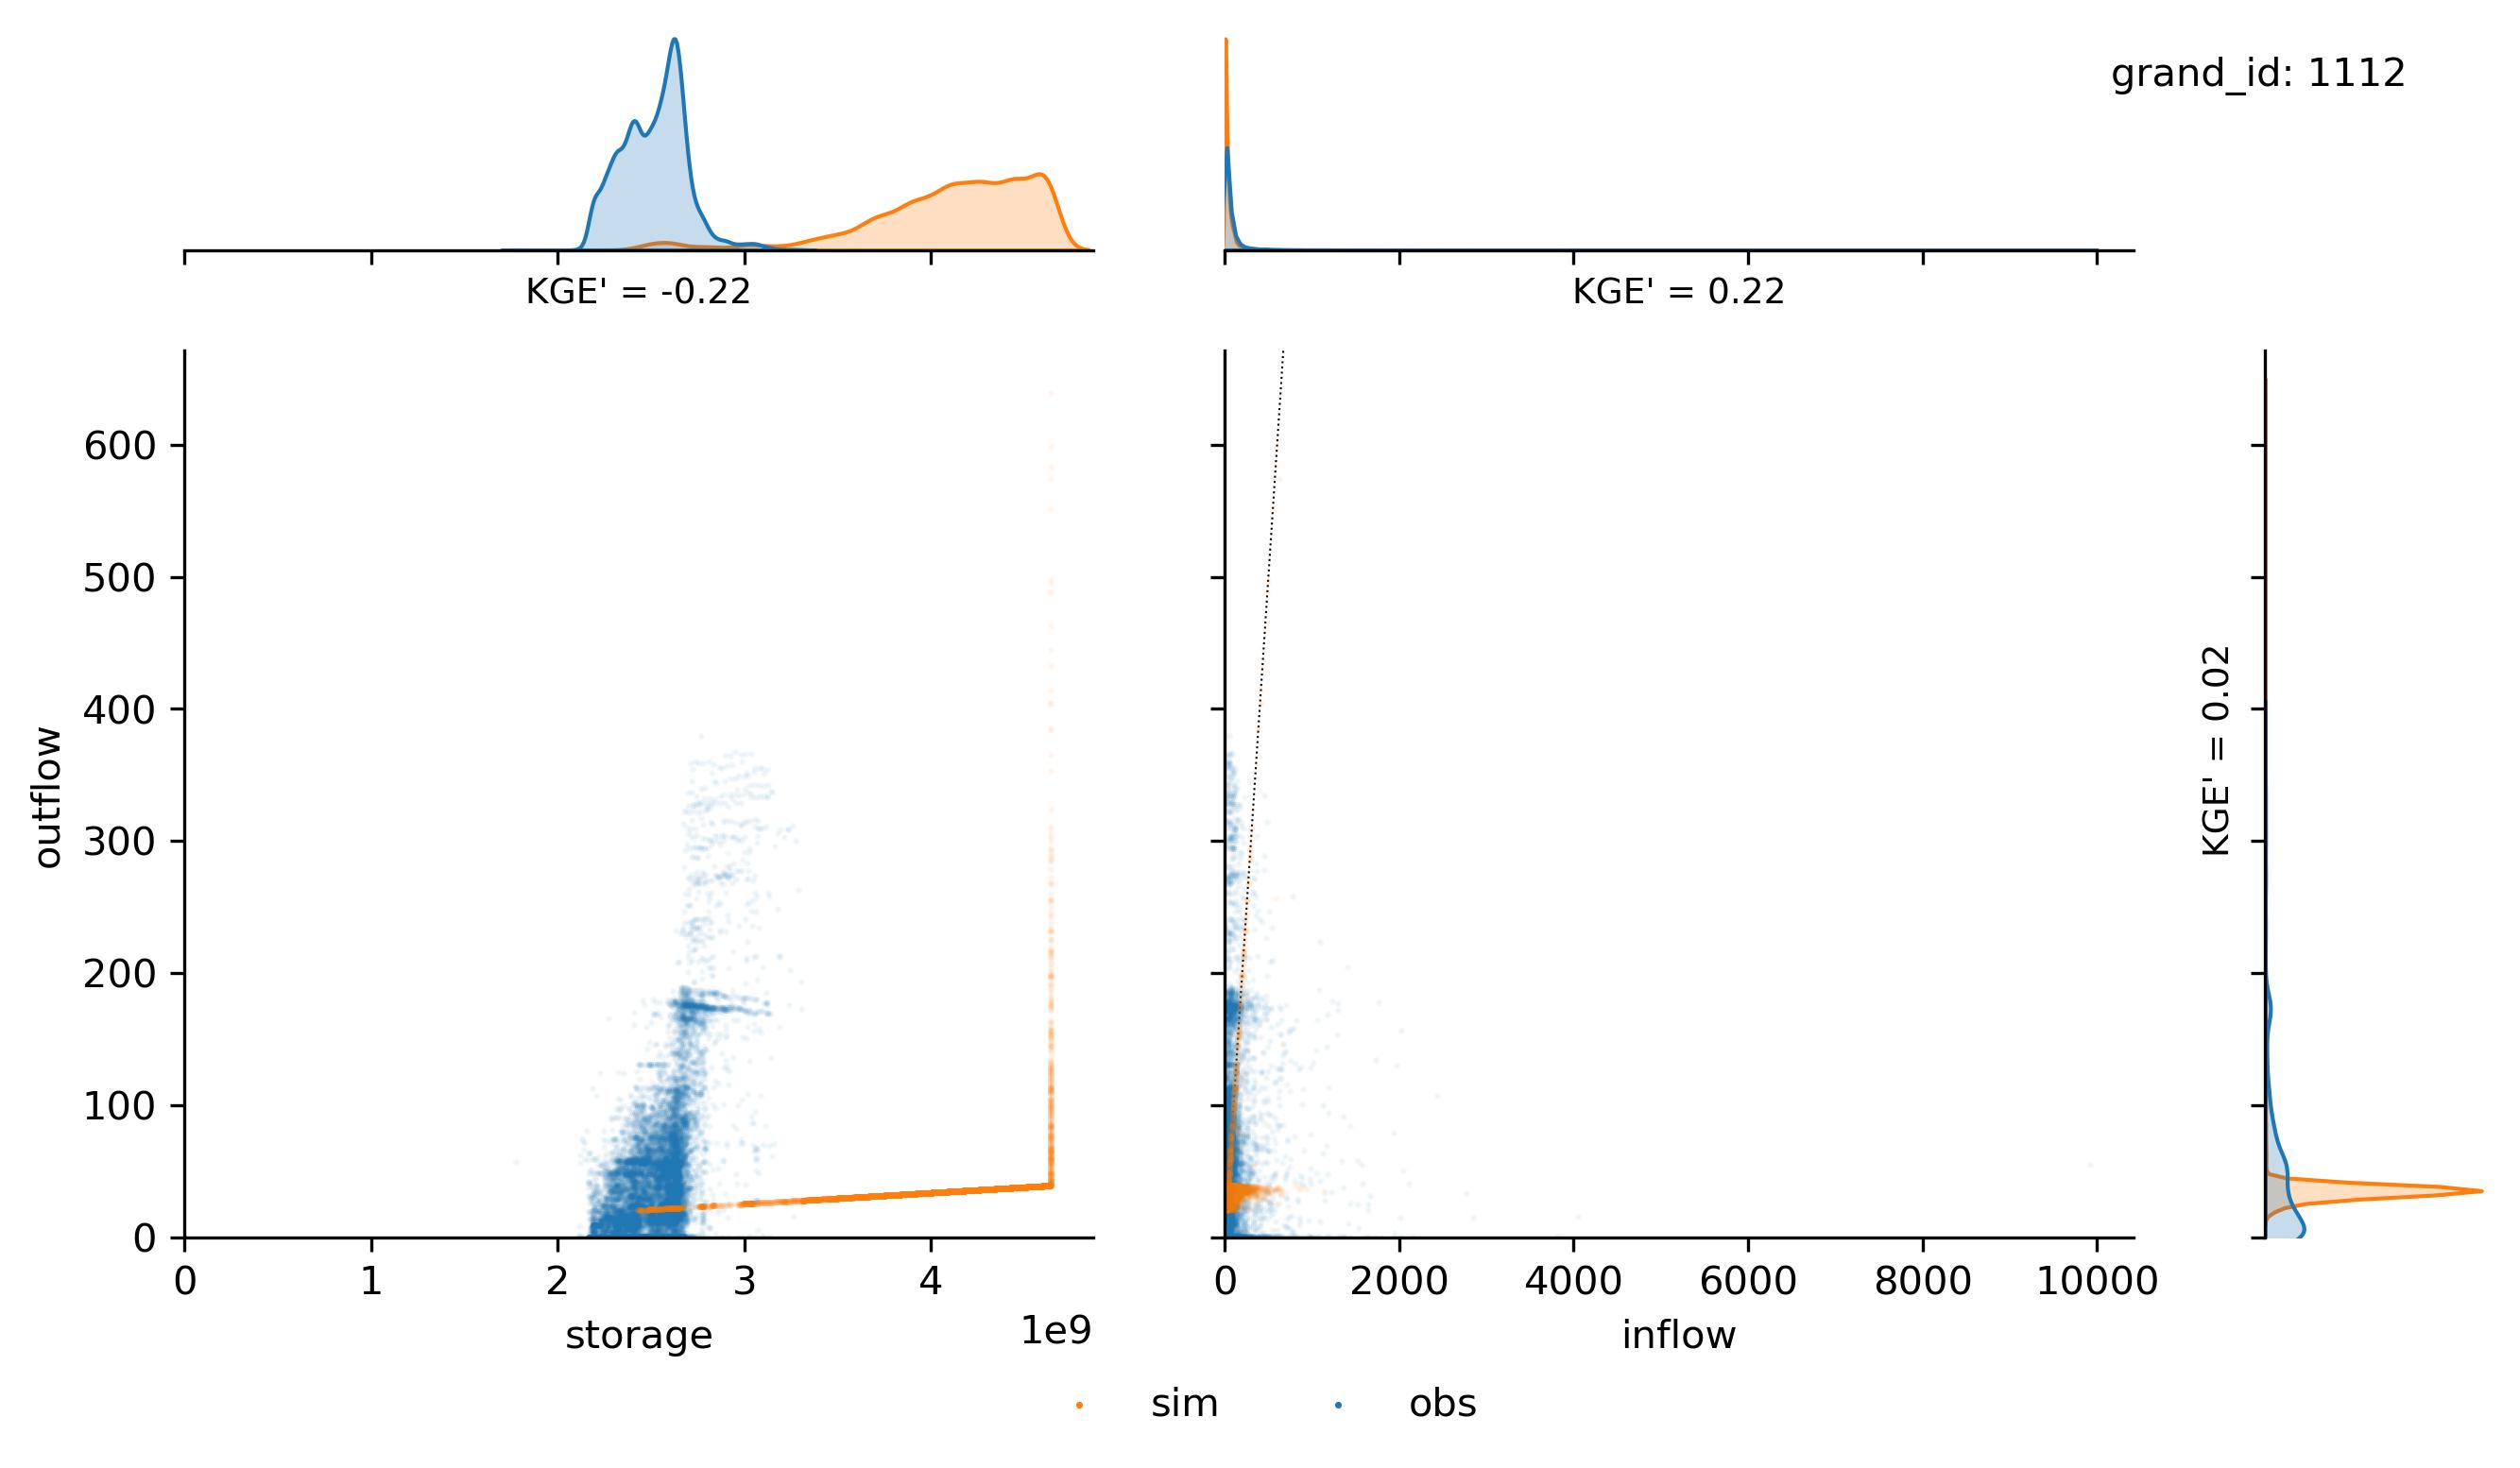 grand_id: 1112
KGE' = -0.22
KGE' = 0.22
600
500
400
300
200
100
0
outflow
KGE' = 0.02
0 1 2 3 4
1e9
storage
0 2000 4000 6000 8000 10000
inflow
sim obs